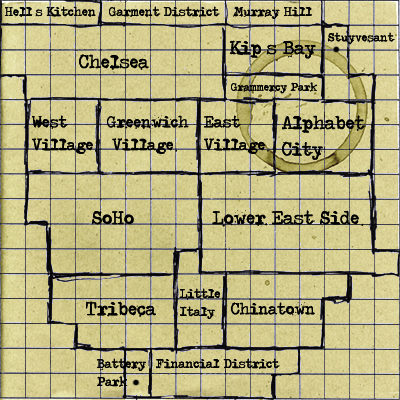 Hell s Kitchen
Garment District
Murray Hill
Stuyvesant
Kip s Bay
Chelsea
Grammercy Park
West
Village
Greenwich
Village
East
Village
Alphabet
City
SoHo
Lower East Side
Tribeca
Little
Italy
Chinatown
Battery
Park
Financial District